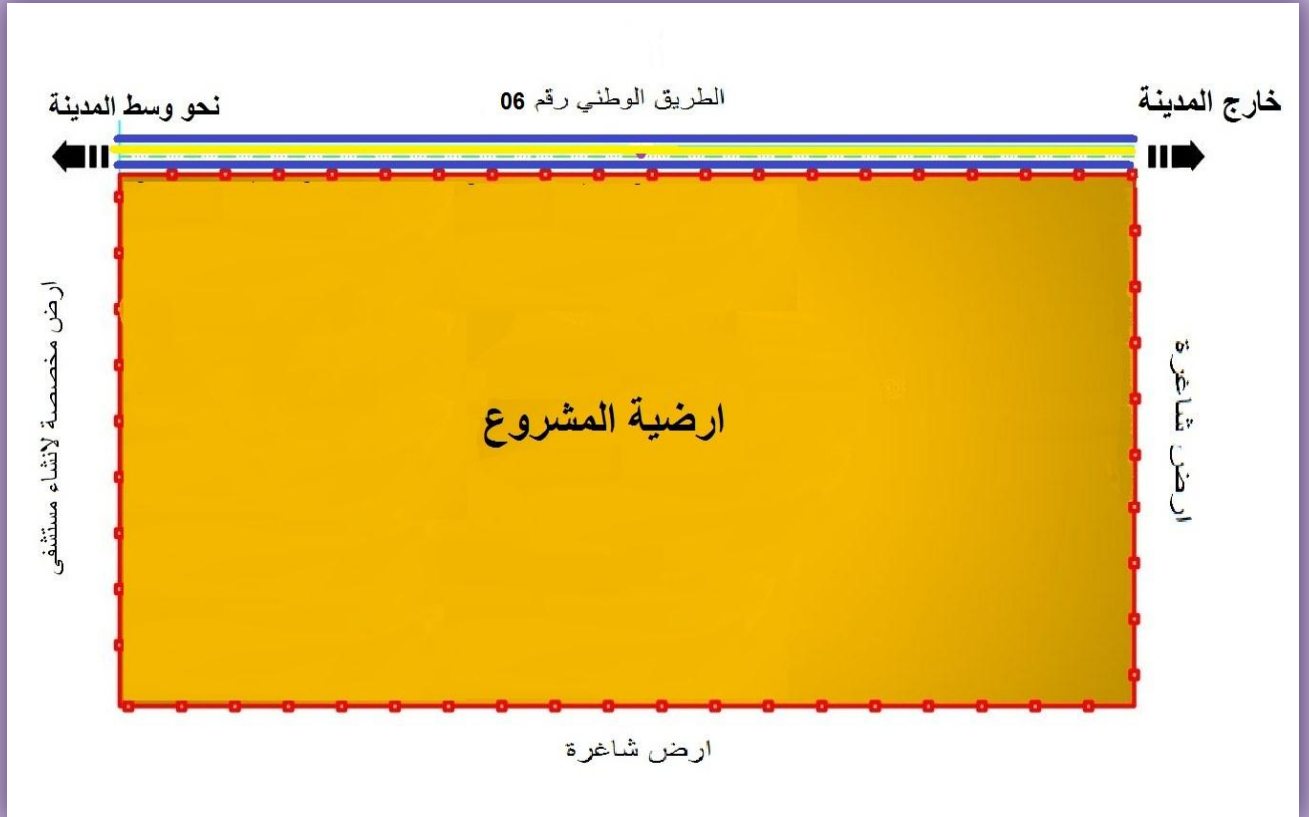 الطريق الوطني رقم 06
خارج المدينة
نحو وسط المدينة
ارض شاغرة
ارضية المشروع
ارض مخصصة لانشاء مستشفى
ارض شاغرة